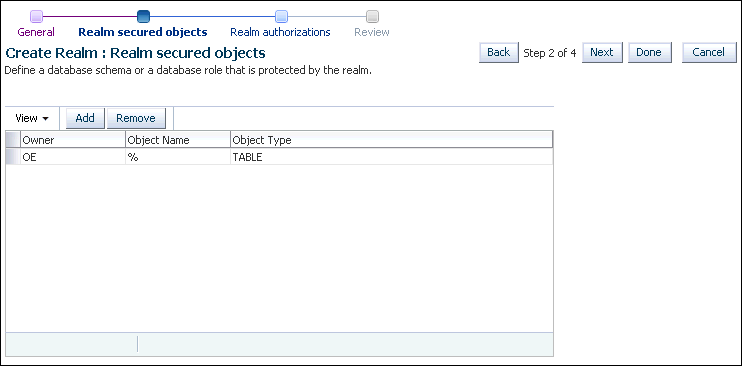 General Realm secured objects Realm authorizations Review
Create Realm : Realm secured objects Back Step 2 of 4 Next Done Cancel
Define a database schema or a database role that is protected by the realm.
View Add Remove
Owner Object Name Object Type
OE % TABLE